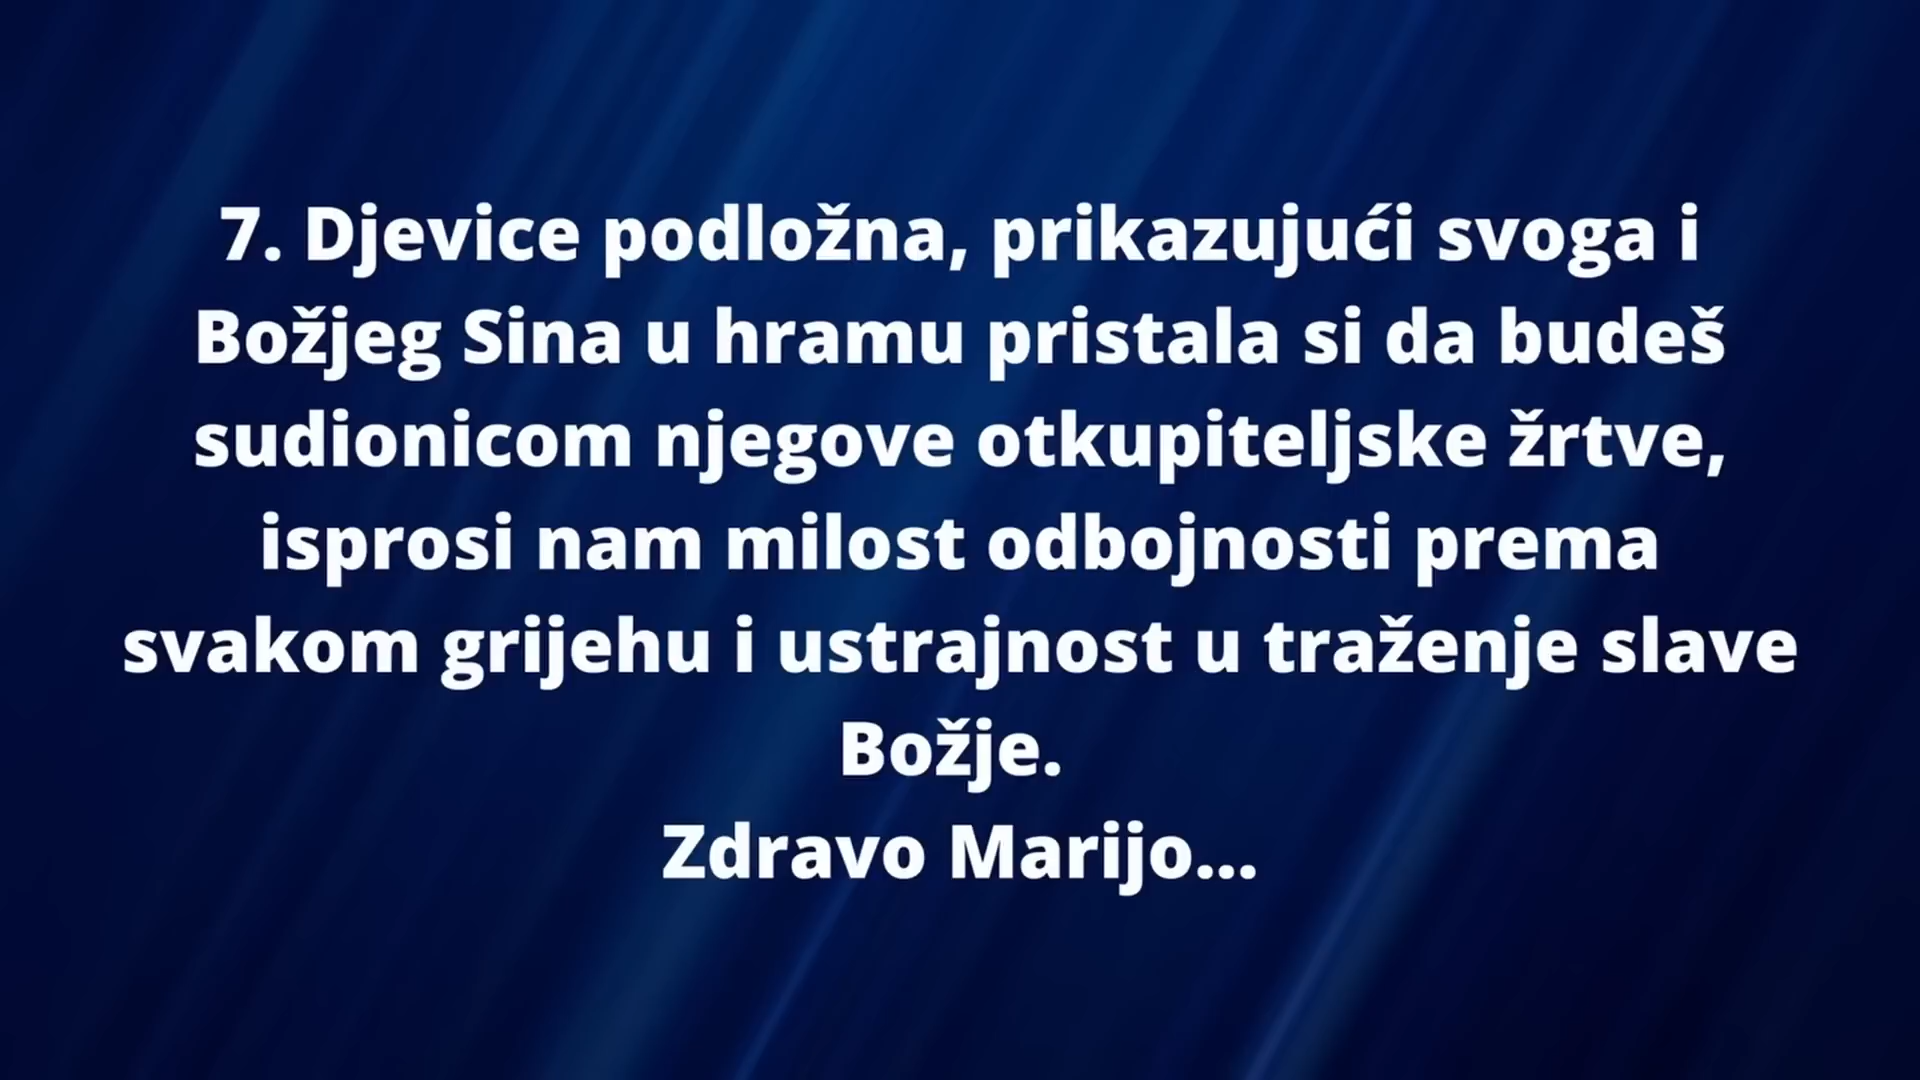 7. Djevice podložna, prikazujući svoga i
Božjeg Sina u hramu pristala si da budeš
sudionicom njegove otkupiteljske žrtve,
isprosi nam milost odbojnosti prema
svakom grijehu i ustrajnost u traženje slave
Božje.
Zdravo Marijo...